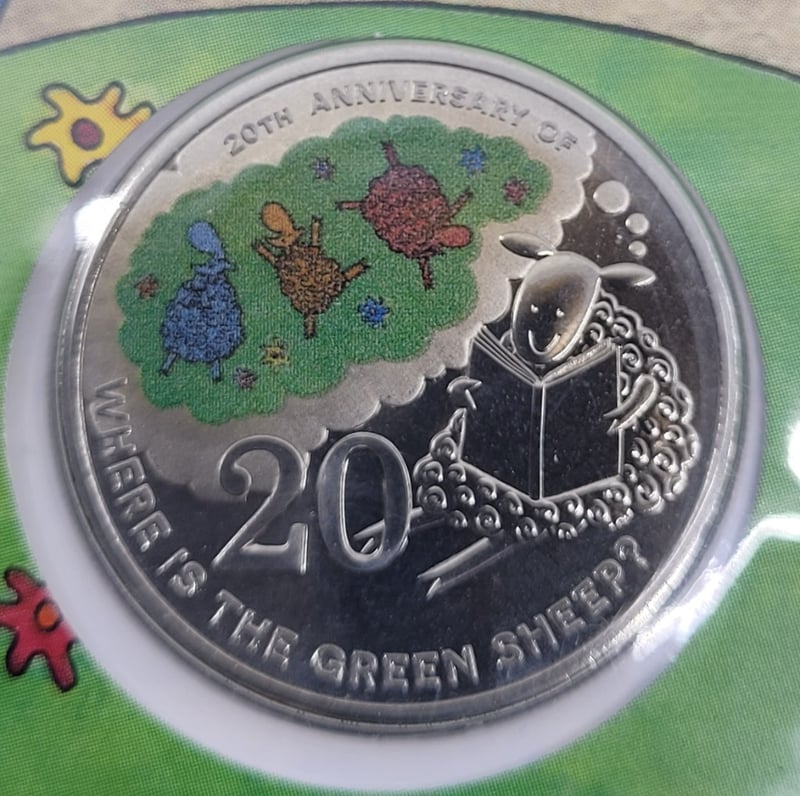 20TH ANNIVERSARY OF
20
WHERE IS THE GREEN SHEEP?